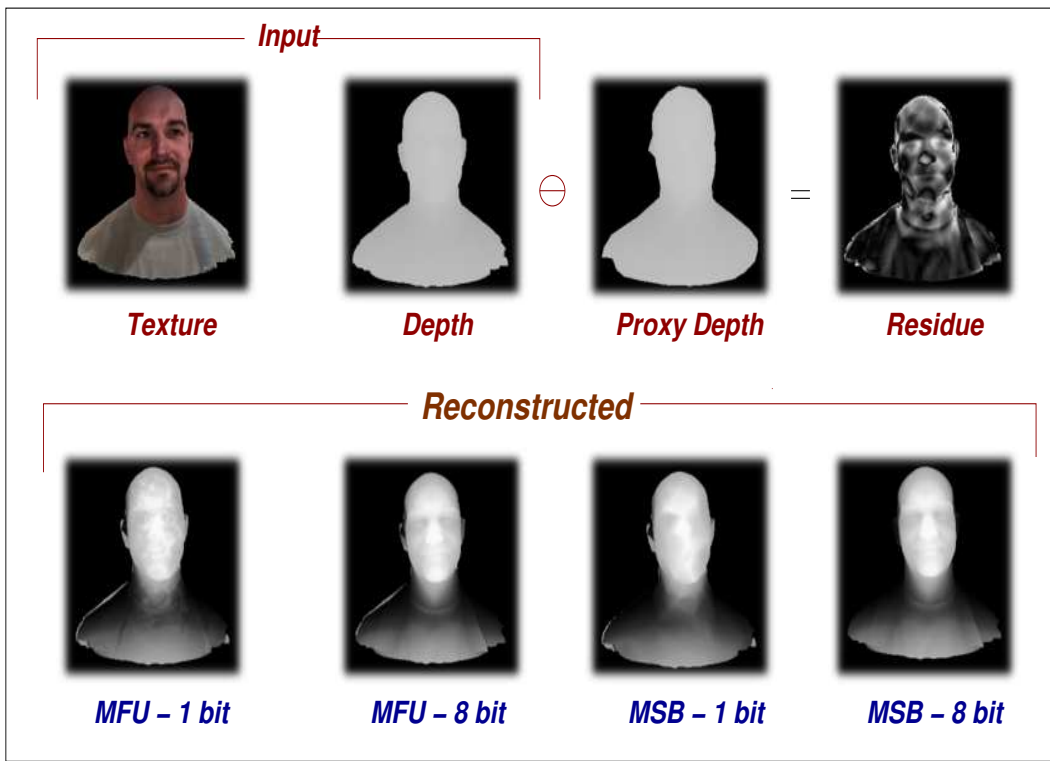 Input
⊖
=
Texture
Depth
Proxy Depth
Residue
Reconstructed
MFU – 1 bit
MFU – 8 bit
MSB – 1 bit
MSB – 8 bit